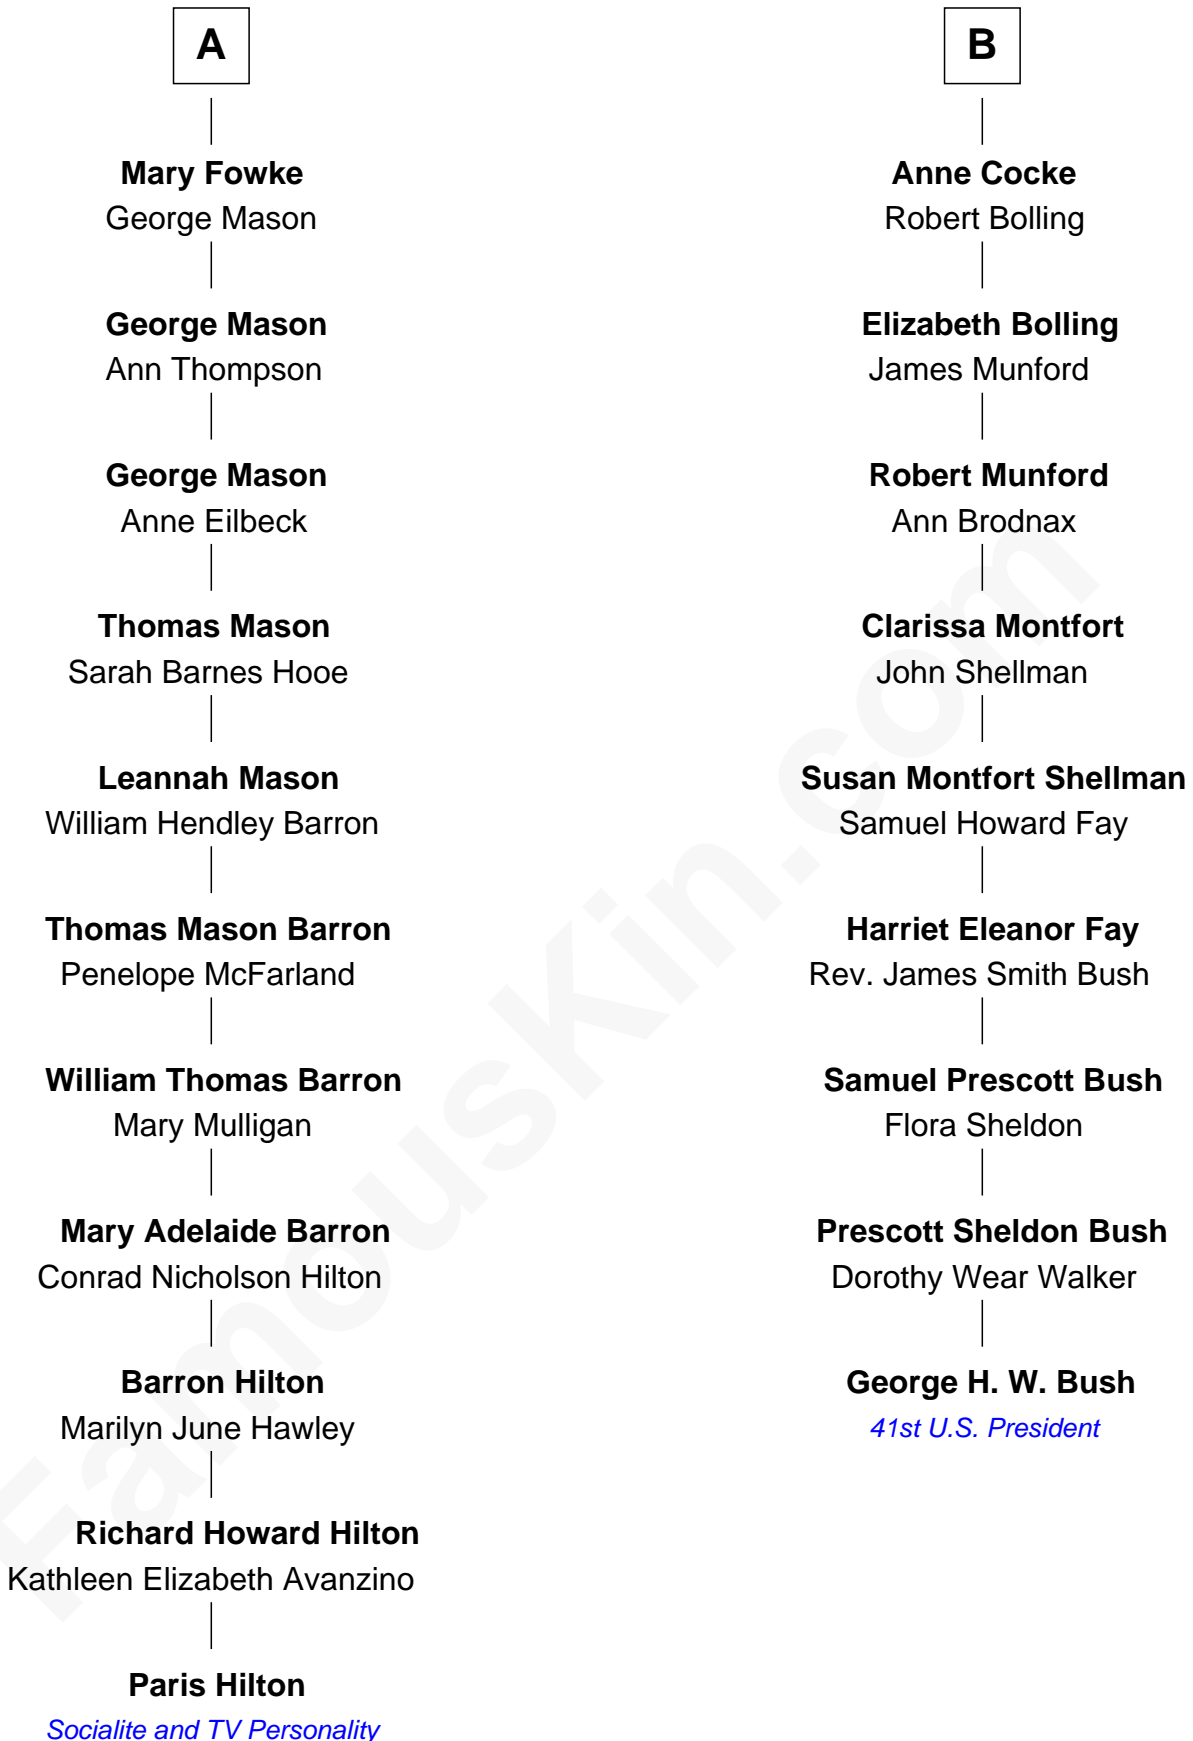 A
Mary Fowke
George Mason
George Mason
Ann Thompson
George Mason
Anne Eilbeck
Thomas Mason
Sarah Barnes Hooe
Leannah Mason
William Hendley Barron
Thomas Mason Barron
Penelope McFarland
William Thomas Barron
Mary Mulligan
Mary Adelaide Barron
Conrad Nicholson Hilton
Barron Hilton
Marilyn June Hawley
Richard Howard Hilton
Kathleen Elizabeth Avanzino
Paris Hilton
Socialite and TV Personality
B
Anne Cocke
Robert Bolling
Elizabeth Bolling
James Munford
Robert Munford
Ann Brodnax
Clarissa Montfort
John Shellman
Susan Montfort Shellman
Samuel Howard Fay
Harriet Eleanor Fay
Rev. James Smith Bush
Samuel Prescott Bush
Flora Sheldon
Prescott Sheldon Bush
Dorothy Wear Walker
George H. W. Bush
41st U.S. President
FamousKin.com